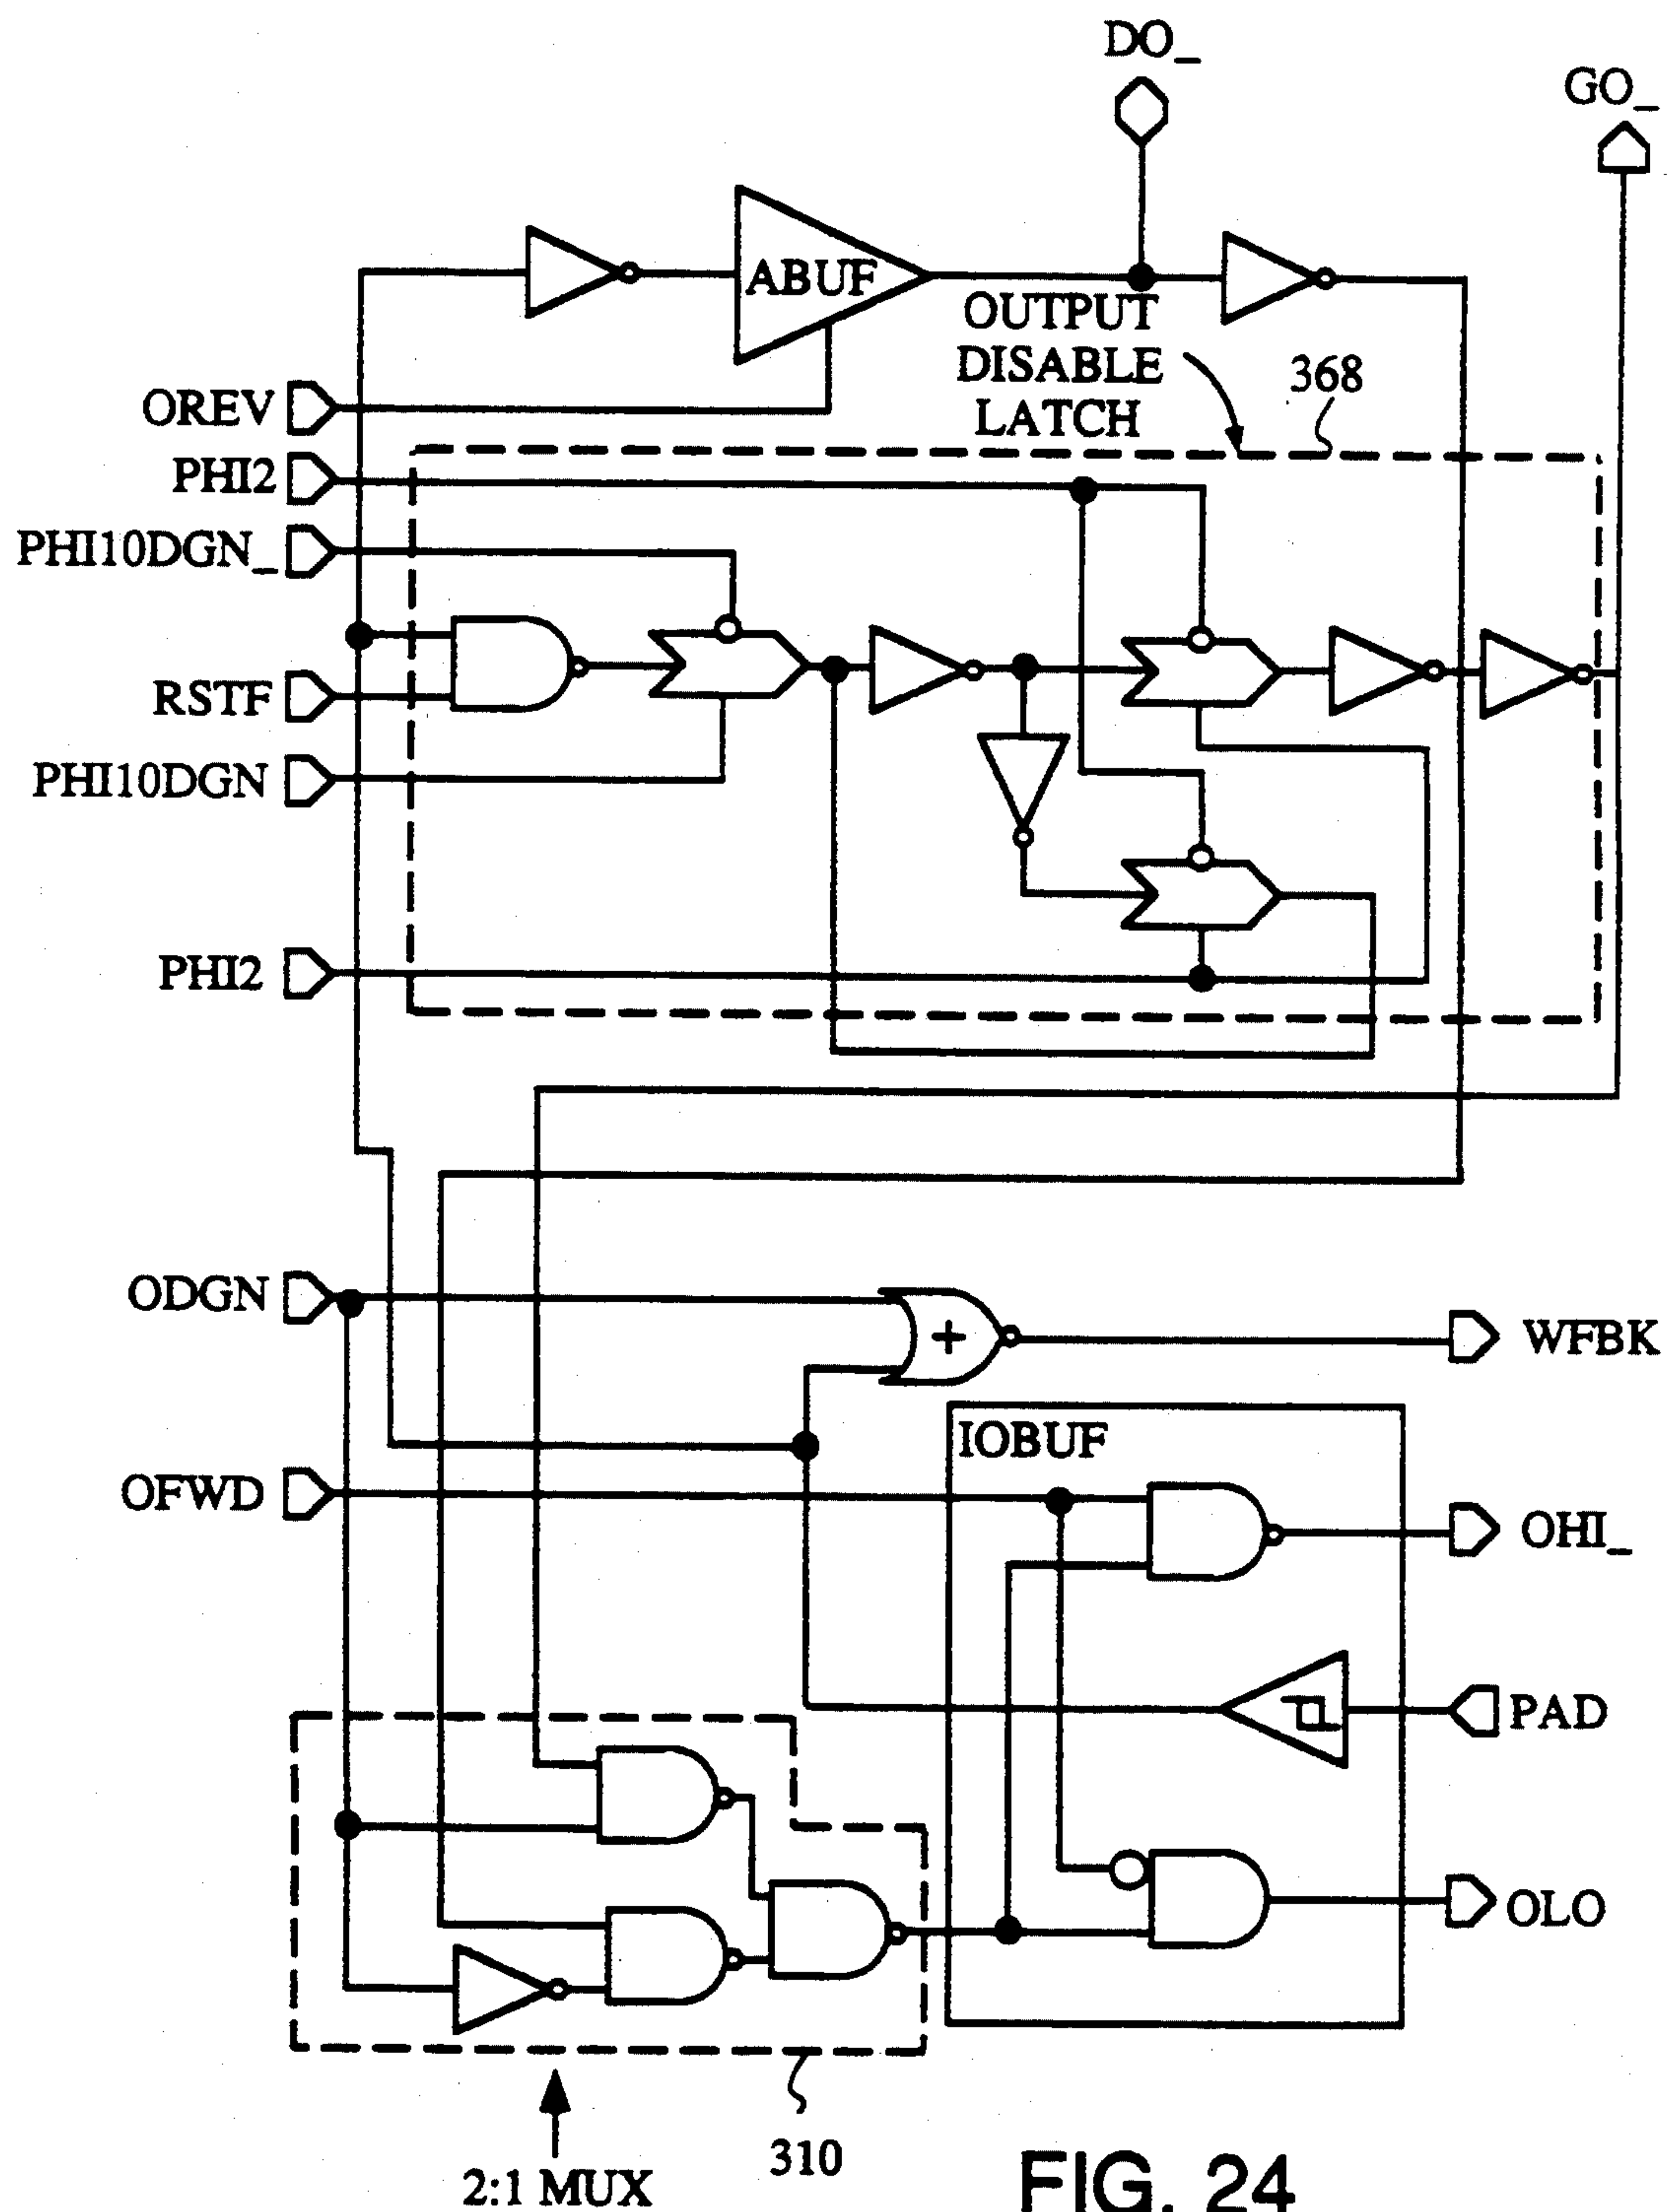 DO_
GO_
ABUF
OUTPUT
DISABLE
LATCH
368
OREV
PHI2
PHI10DGN_
RSTF
PHI10DGN
PHI2
ODGN
+
WFBK
IOBUF
OFWD
OHI_
PAD
OLO
310
2:1 MUX
FIG. 24